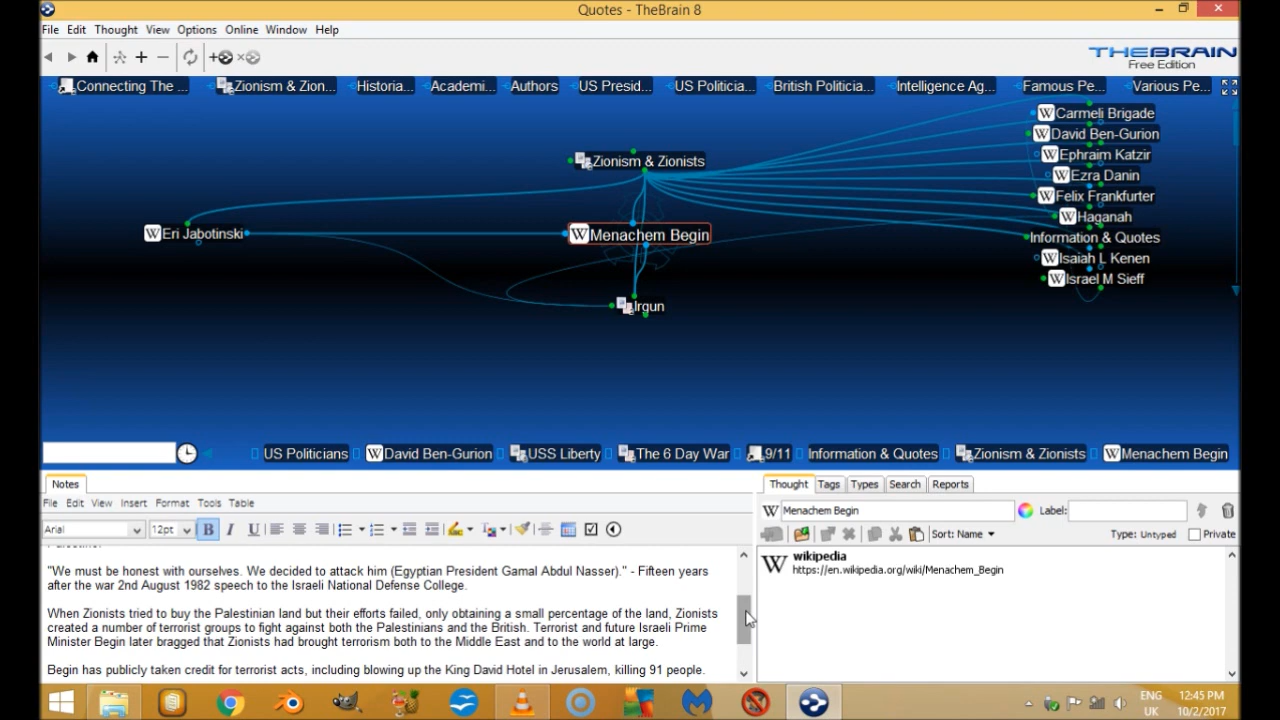 Quotes - TheBrain 8
File Edit Thought View Options Online Window Help
THEBRAIN
Free Edition
Connecting The ... Zionism & Zion... Historia... Academi... Authors US Presid... US Politicia... British Politicia... Intelligence Ag... Famous Pe... Various Pe...
Carmeli Brigade
David Ben-Gurion
Zionism & Zionists
Ephraim Katzir
Ezra Danin
Felix Frankfurter
Haganah
Eri Jabotinski
Menachem Begin
Information & Quotes
Isaiah L Kenen
Israel M Sieff
Irgun
US Politicians David Ben-Gurion USS Liberty The 6 Day War 9/11 Information & Quotes Zionism & Zionists Menachem Begin
Notes
Thought Tags Types Search Reports
File Edit View Insert Format Tools Table
Menachem Begin Label:
Arial 12pt B I U
Sort: Name Type: Untyped Private
"We must be honest with ourselves. We decided to attack him (Egyptian President Gamal Abdul Nasser)." - Fifteen years
after the war 2nd August 1982 speech to the Israeli National Defense College.
When Zionists tried to buy the Palestinian land but their efforts failed, only obtaining a small percentage of the land, Zionists
created a number of terrorist groups to fight against both the Palestinians and the British. Terrorist and future Israeli Prime
Minister Begin later bragged that Zionists had brought terrorism both to the Middle East and to the world at large.
Begin has publicly taken credit for terrorist acts, including blowing up the King David Hotel in Jerusalem, killing 91 people.
wikipedia
https://en.wikipedia.org/wiki/Menachem_Begin
ENG
UK
12:45 PM
10/2/2017